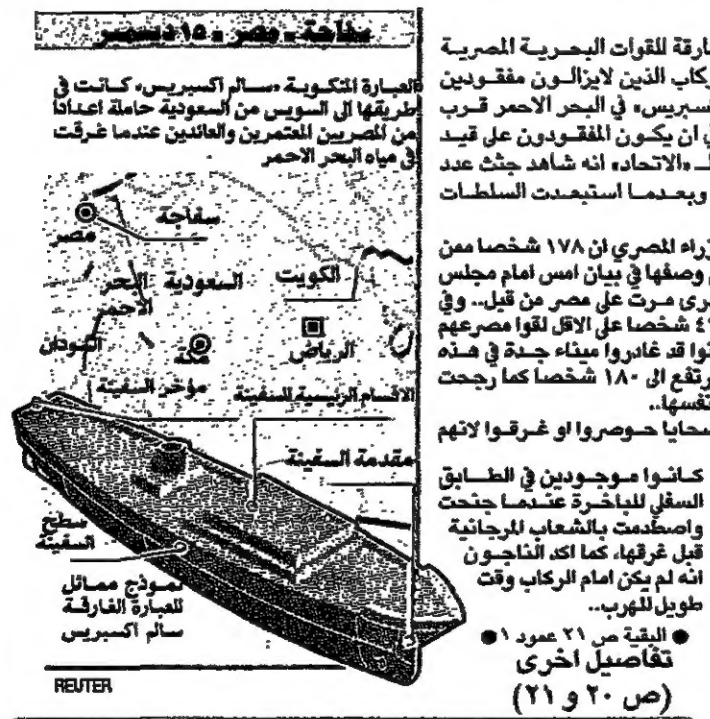 سفاجة - مصر - ١٥ ديسمبر
العبارة المنكوبة «سالم اكسبريس» كانت في
طريقها الى السويس من السعودية حاملة اعدادا
من المصريين المعتمرين والعائدين عندما غرقت
في مياه البحر الاحمر
سفاجة
مصر
الكويت
السعودية
البحر
الاحمر
السودان
مكة
الرياض
مؤخر السفينة
الاقسام الرئيسية للسفينة
مقدمة السفينة
سطح
السفينة
نموذج مماثل
للعبارة الغارقة
سالم اكسبريس
REUTER
ارقة للقوات البحرية المصرية
ركاب الذين لايزالون مفقودين
سبريس» في البحر الاحمر قرب
ي ان يكون المفقودون على قيد
ـ «الاتحاد» انه شاهد جثث عدد
وبعدما استبعدت السلطات
زراء المصري ان ١٧٨ شخصا ممن
وصفها في بيان امس امام مجلس
رى مرت على مصر من قبل.. وفي
شخصا على الاقل لقوا مصرعهم
نوا قد غادروا ميناء جدة في هذه
رتفع الى ١٨٠ شخصا كما رجحت
نفسها..
سحايا حوصروا او غرقوا لانهم
كانوا موجودين في الطابق
السفلي للباخرة عندما جنحت
واصطدمت بالشعاب المرجانية
قبل غرقها، كما اكد الناجون
انه لم يكن امام الركاب وقت
طويل للهرب..
● البقية ص ٢١ عمود ١ ●
تفاصيل اخرى
(ص ٢٠ و ٢١)